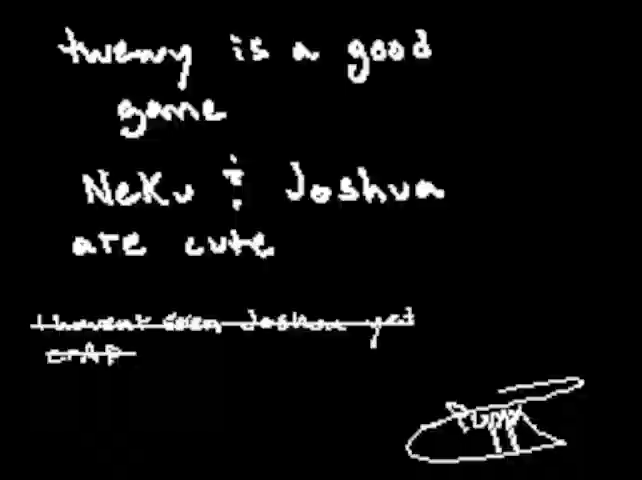 twewy is a good
game
Neku & Joshua
are cute
I havent seen Joshua yet
crAP